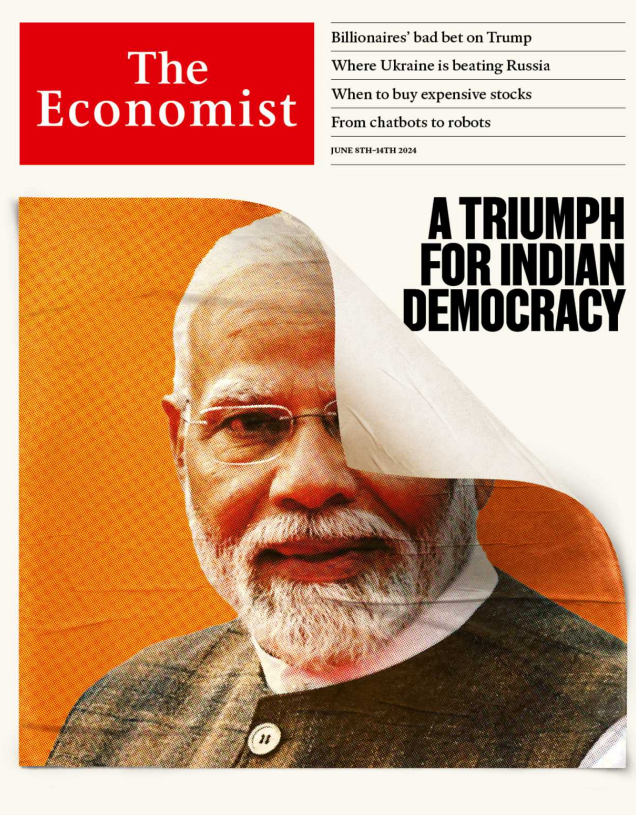 The
Economist
Billionaires' bad bet on Trump
Where Ukraine is beating Russia
When to buy expensive stocks
From chatbots to robots
JUNE 8TH–14TH 2024
A TRIUMPH
FOR INDIAN
DEMOCRACY